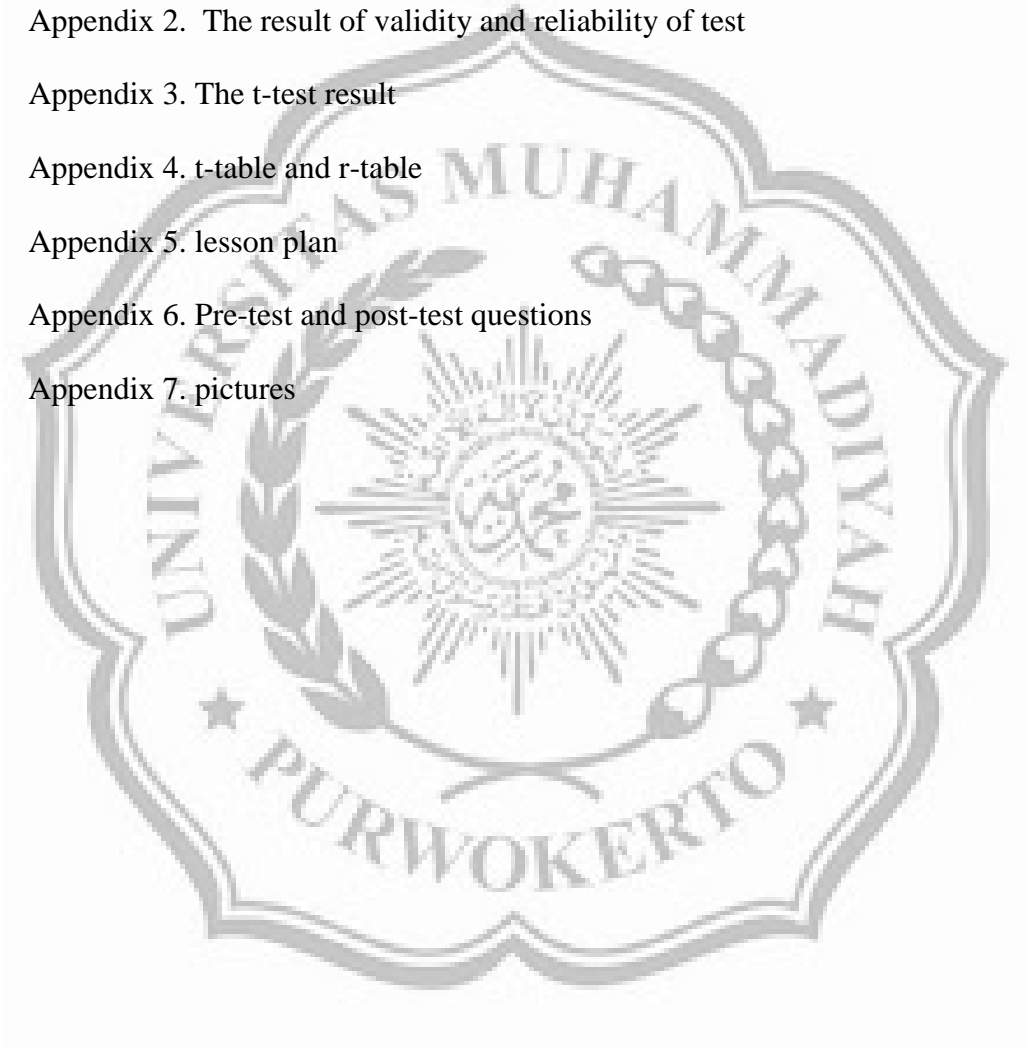 Appendix 2. The result of validity and reliability of test
Appendix 3. The t-test result
Appendix 4. t-table and r-table
Appendix 5. lesson plan
Appendix 6. Pre-test and post-test questions
Appendix 7. pictures
UNIVERSITAS MUHAMMADIYAH
PURWOKERTO